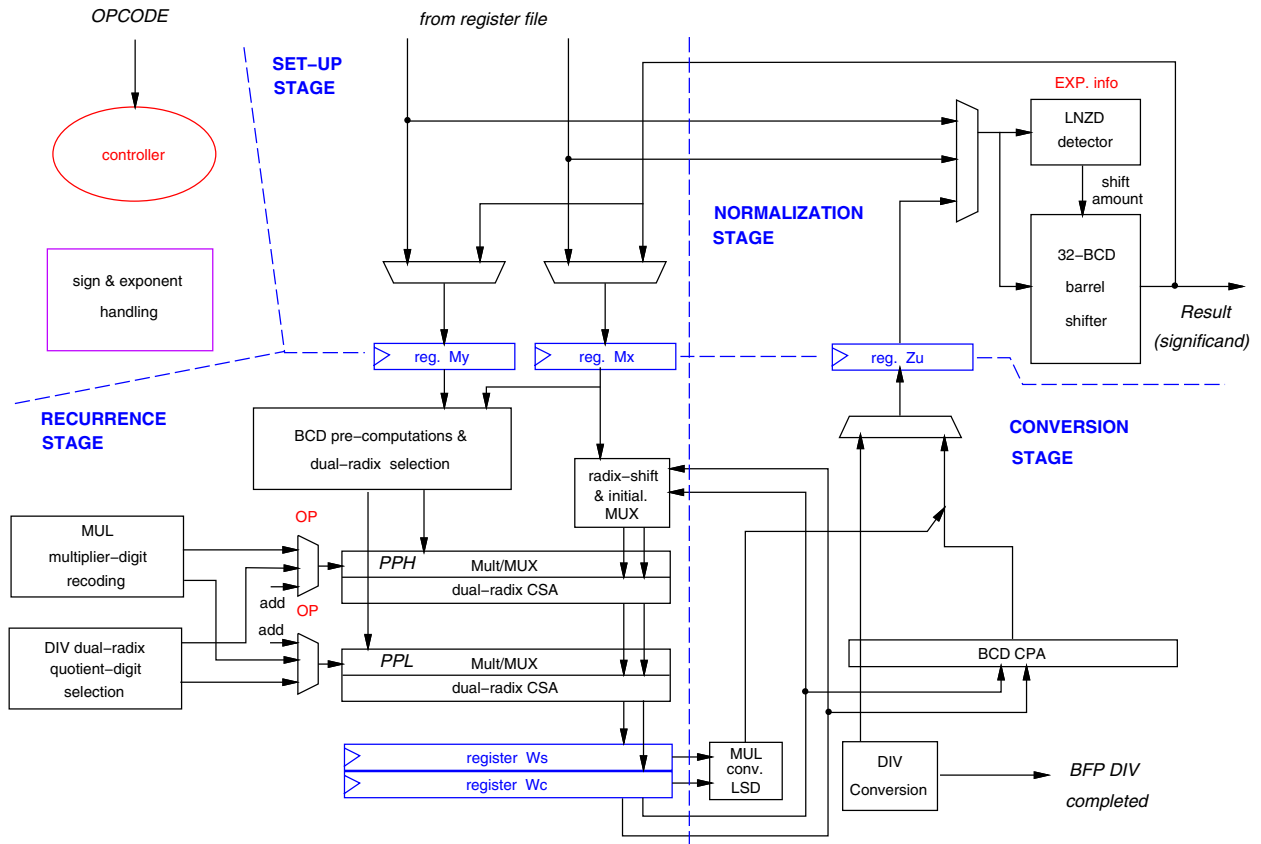 OPCODE
from register file
SET–UP
STAGE
EXP. info
LNZD
detector
controller
shift
amount
NORMALIZATION
STAGE
32–BCD
barrel
shifter
sign & exponent
handling
Result
(significand)
reg. My
reg. Mx
reg. Zu
RECURRENCE
STAGE
BCD pre–computations &
dual–radix selection
CONVERSION
STAGE
radix–shift
& initial.
MUX
OP
MUL
multiplier–digit
recoding
PPH
Mult/MUX
dual–radix CSA
add
OP
add
DIV dual–radix
quotient–digit
selection
PPL
Mult/MUX
dual–radix CSA
BCD CPA
register Ws
register Wc
MUL
conv.
LSD
DIV
Conversion
BFP DIV
completed